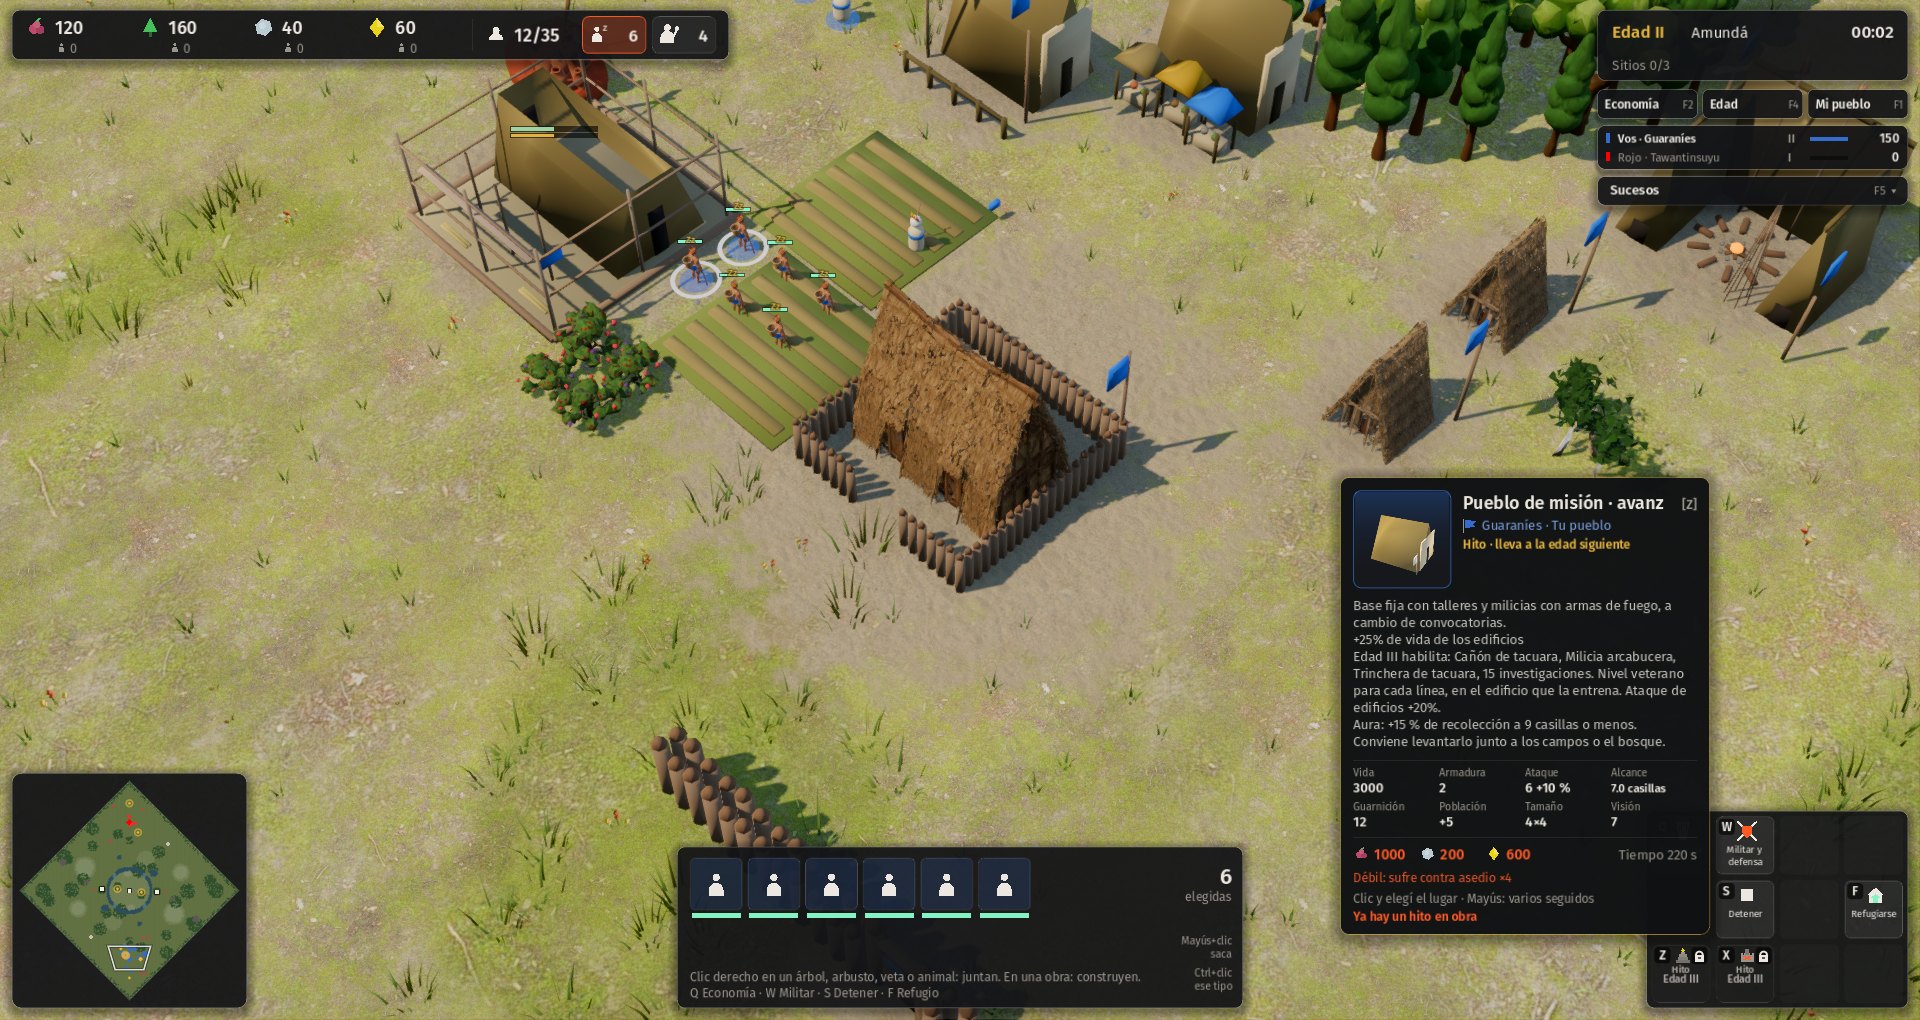 120
160
40
60
12/35
6
4
0
0
0
0
Edad II Amundá 00:02
Sitios 0/3
Economía F2
Edad F4
Mi pueblo F1
Vos · Guaraníes II 150
Rojo · Tawantinsuyu I 0
Sucesos F5
Pueblo de misión · avanz [Z]
Guaraníes · Tu pueblo
Hito · lleva a la edad siguiente
Base fija con talleres y milicias con armas de fuego, a
cambio de convocatorias.
+25% de vida de los edificios
Edad III habilita: Cañón de tacuara, Milicia arcabucera,
Trinchera de tacuara, 15 investigaciones. Nivel veterano
para cada línea, en el edificio que la entrena. Ataque de
edificios +20%.
Aura: +15 % de recolección a 9 casillas o menos.
Conviene levantarlo junto a los campos o el bosque.
Vida Armadura Ataque Alcance
3000 2 6 +10 % 7.0 casillas
Guarnición Población Tamaño Visión
12 +5 4×4 7
1000 200 600 Tiempo 220 s
Débil: sufre contra asedio ×4
Clic y elegí el lugar · Mayús: varios seguidos
Ya hay un hito en obra
6
elegidas
Mayús+clic
saca
Ctrl+clic
ese tipo
Clic derecho en un árbol, arbusto, veta o animal: juntan. En una obra: construyen.
Q Economía · W Militar · S Detener · F Refugio
W
Militar y
defensa
S
Detener
F
Refugiarse
Z
Hito
Edad III
X
Hito
Edad III